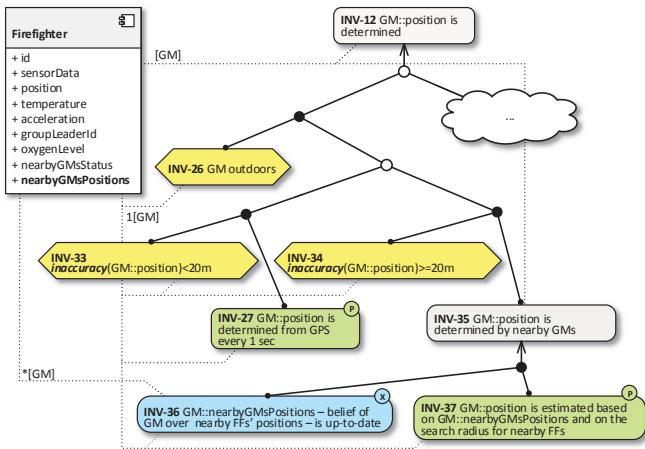 Firefighter
+ id
+ sensorData
+ position
+ temperature
+ acceleration
+ groupLeaderId
+ oxygenLevel
+ nearbyGMsStatus
+ nearbyGMsPositions
[GM]
INV-12 GM::position is
determined
...
INV-26 GM outdoors
1[GM]
INV-33
inaccuracy(GM::position)<20m
INV-34
inaccuracy(GM::position)>=20m
P
INV-27 GM::position is
determined from GPS
every 1 sec
INV-35 GM::position is
determined by nearby GMs
*[GM]
X
INV-36 GM::nearbyGMsPositions – belief of
GM over nearby FFs' positions – is up-to-date
P
INV-37 GM::position is estimated based
on GM::nearbyGMsPositions and on the
search radius for nearby FFs